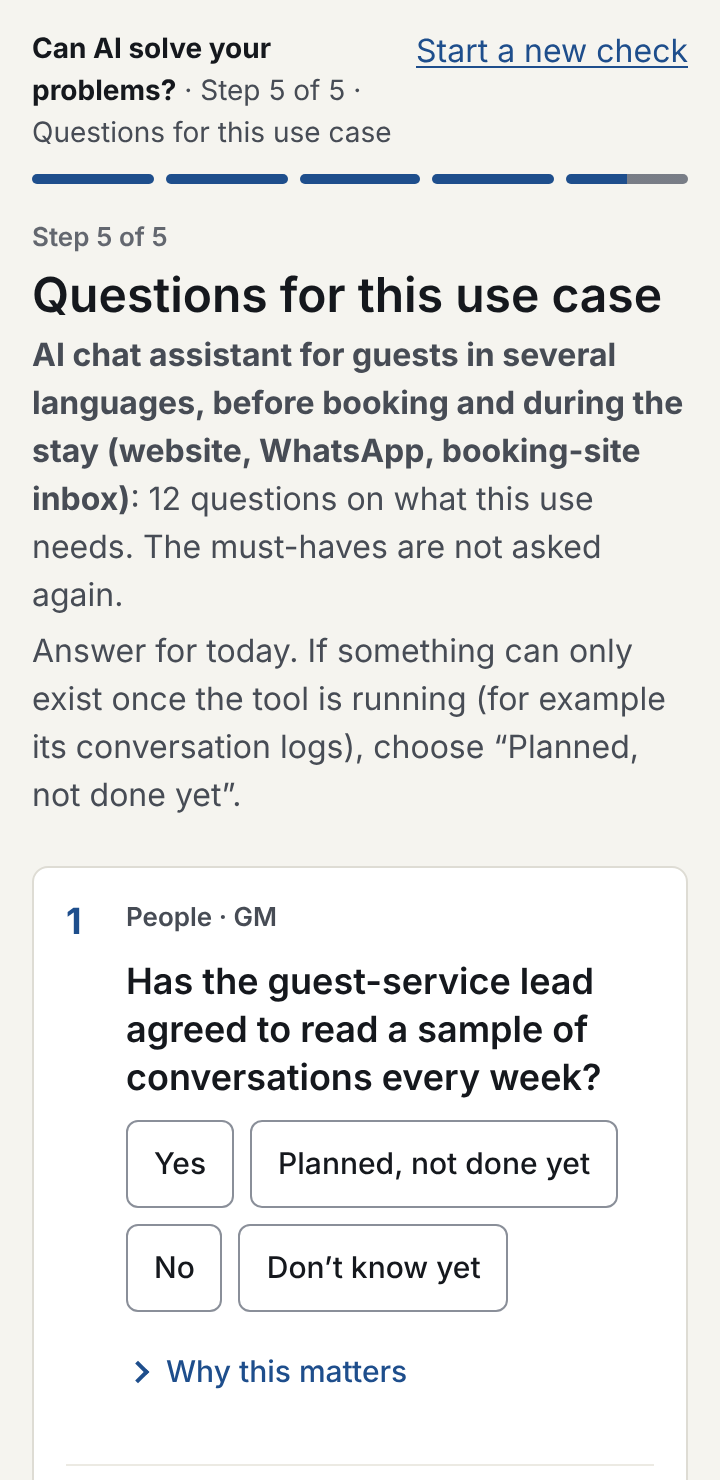 Can AI solve your
problems? · Step 5 of 5 ·
Questions for this use case
Start a new check
Step 5 of 5
Questions for this use case
AI chat assistant for guests in several
languages, before booking and during the
stay (website, WhatsApp, booking-site
inbox): 12 questions on what this use
needs. The must-haves are not asked
again.
Answer for today. If something can only
exist once the tool is running (for example
its conversation logs), choose “Planned,
not done yet”.
1
People · GM
Has the guest-service lead
agreed to read a sample of
conversations every week?
Yes
Planned, not done yet
No
Don’t know yet
Why this matters